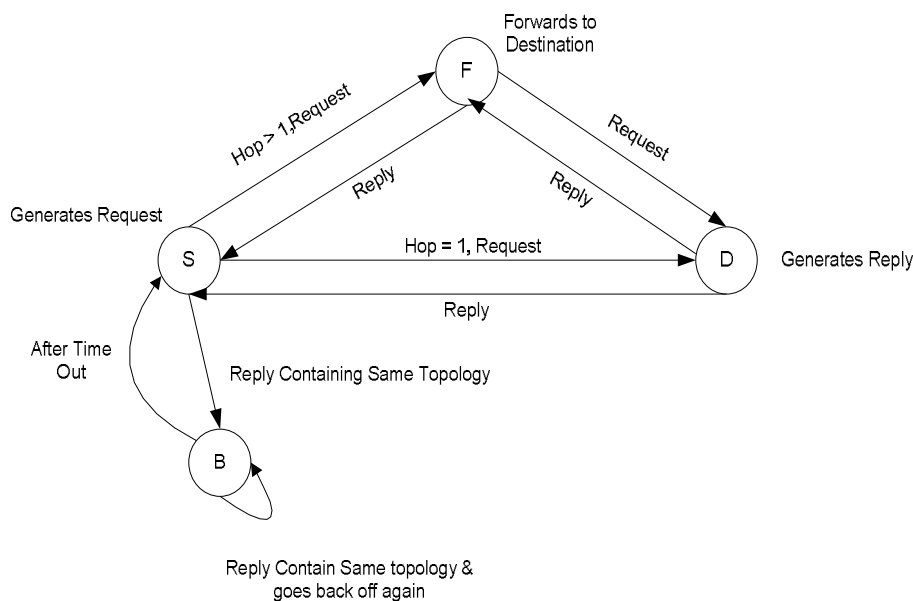 Forwards to
Destination
F
Hop > 1,Request
Request
Reply
Reply
Generates Request
S
Hop = 1, Request
D
Generates Reply
Reply
After Time
Out
Reply Containing Same Topology
B
Reply Contain Same topology &
goes back off again